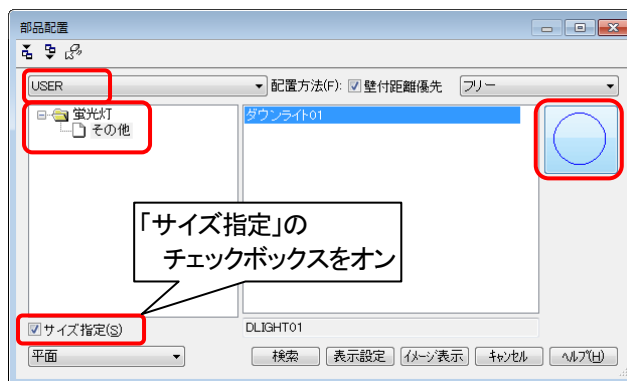 部品配置
USER
配置方法(F):
壁付距離優先
フリー
蛍光灯
その他
ダウンライト01
「サイズ指定」の
チェックボックスをオン
サイズ指定(S)
DLIGHT01
平面
検索
表示設定
イメージ表示
キャンセル
ヘルプ(H)